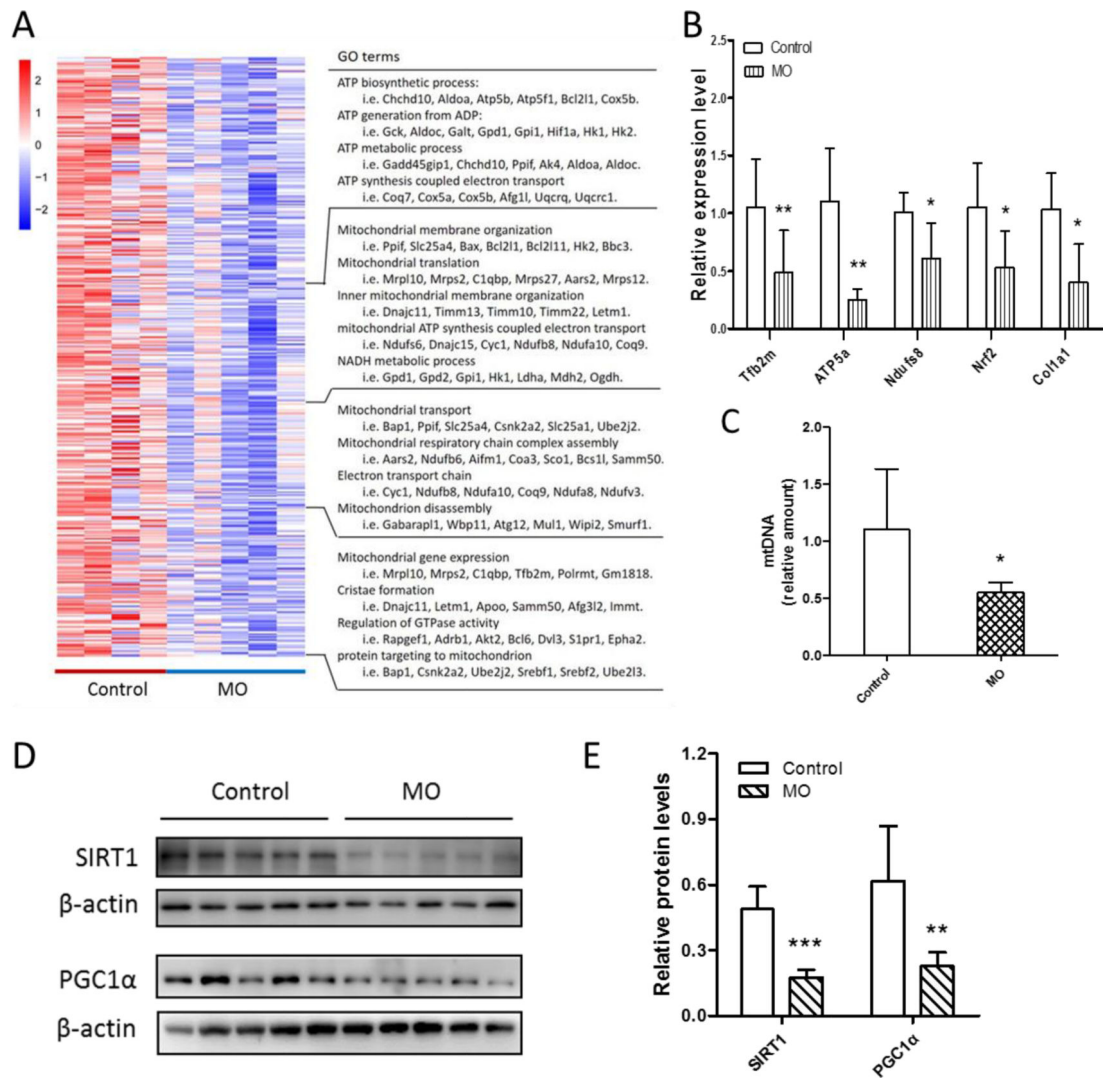 A
2
1
0
−1
−2
Control
MO
GO terms
ATP biosynthetic process:
i.e. Chchd10, Aldoa, Atp5b, Atp5f1, Bcl2l1, Cox5b.
ATP generation from ADP:
i.e. Gck, Aldoc, Galt, Gpd1, Gpi1, Hif1a, Hk1, Hk2.
ATP metabolic process
i.e. Gadd45gip1, Chchd10, Ppif, Ak4, Aldoa, Aldoc.
ATP synthesis coupled electron transport
i.e. Coq7, Cox5a, Cox5b, Afg1l, Uqcrq, Uqcrc1.
Mitochondrial membrane organization
i.e. Ppif, Slc25a4, Bax, Bcl2l1, Bcl2l11, Hk2, Bbc3.
Mitochondrial translation
i.e. Mrpl10, Mrps2, C1qbp, Mrps27, Aars2, Mrps12.
Inner mitochondrial membrane organization
i.e. Dnajc11, Timm13, Timm10, Timm22, Letm1.
mitochondrial ATP synthesis coupled electron transport
i.e. Ndufs6, Dnajc15, Cyc1, Ndufb8, Ndufa10, Coq9.
NADH metabolic process
i.e. Gpd1, Gpd2, Gpi1, Hk1, Ldha, Mdh2, Ogdh.
Mitochondrial transport
i.e. Bap1, Ppif, Slc25a4, Csnk2a2, Slc25a1, Ube2j2.
Mitochondrial respiratory chain complex assembly
i.e. Aars2, Ndufb6, Aifm1, Coa3, Sco1, Bcs1l, Samm50.
Electron transport chain
i.e. Cyc1, Ndufb8, Ndufa10, Coq9, Ndufa8, Ndufv3.
Mitochondrion disassembly
i.e. Gabarapl1, Wbp11, Atg12, Mul1, Wipi2, Smurf1.
Mitochondrial gene expression
i.e. Mrpl10, Mrps2, C1qbp, Tfb2m, Polrmt, Gm1818.
Cristae formation
i.e. Dnajc11, Letm1, Apoo, Samm50, Afg3l2, Immt.
Regulation of GTPase activity
i.e. Rapgef1, Adrb1, Akt2, Bcl6, Dvl3, S1pr1, Epha2.
protein targeting to mitochondrion
i.e. Bap1, Csnk2a2, Ube2j2, Srebf1, Srebf2, Ube2l3.
B
Relative expression level
2.5
2.0
1.5
1.0
0.5
0.0
Control
MO
** ** * * *
Tfb2m
ATP5a
Ndufs8
Nrf2
Col1a1
C
mtDNA
(relative amount)
2.0
1.5
1.0
0.5
0.0
*
Control
MO
D
Control
MO
SIRT1
β-actin
PGC1α
β-actin
E
Relative protein levels
1.2
0.9
0.6
0.3
0.0
Control
MO
*** **
SIRT1
PGC1α